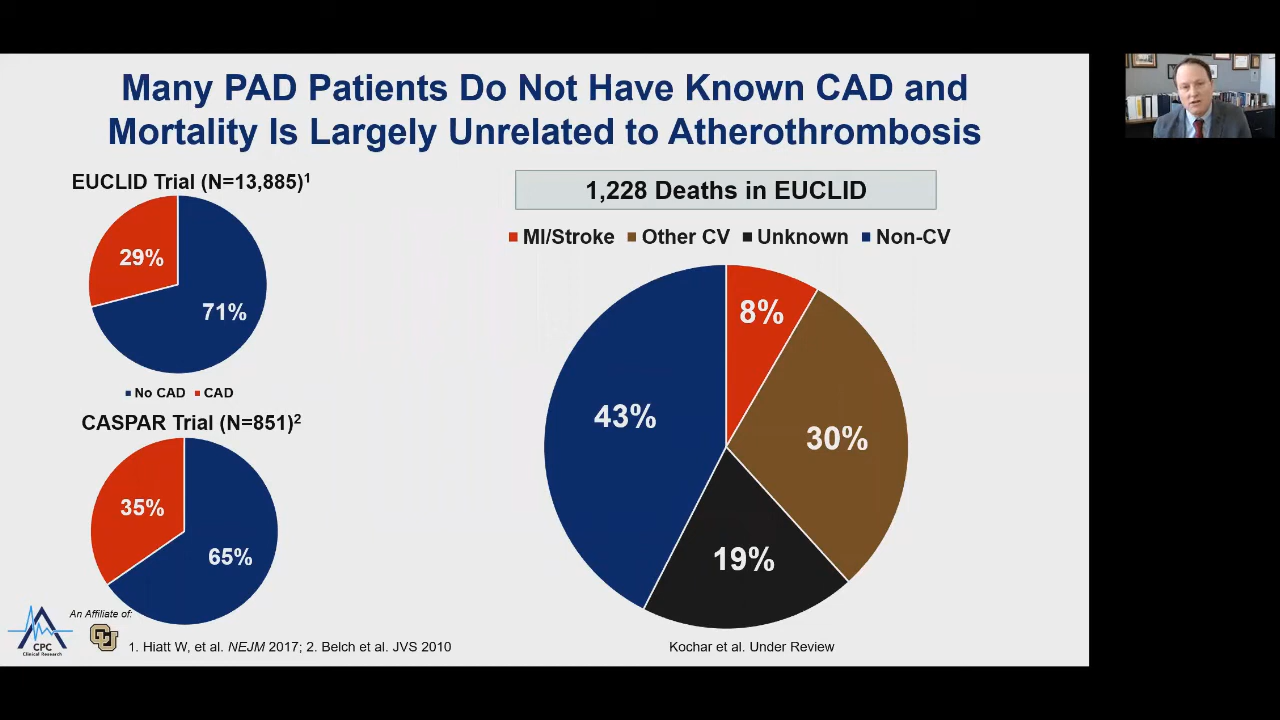 Many PAD Patients Do Not Have Known CAD and
Mortality Is Largely Unrelated to Atherothrombosis
EUCLID Trial (N=13,885)¹
29%
71%
No CAD CAD
CASPAR Trial (N=851)²
35%
65%
1,228 Deaths in EUCLID
MI/Stroke Other CV Unknown Non-CV
8%
43%
30%
19%
An Affiliate of:
CPC
Clinical Research
CU
1. Hiatt W, et al. NEJM 2017; 2. Belch et al. JVS 2010
Kochar et al. Under Review